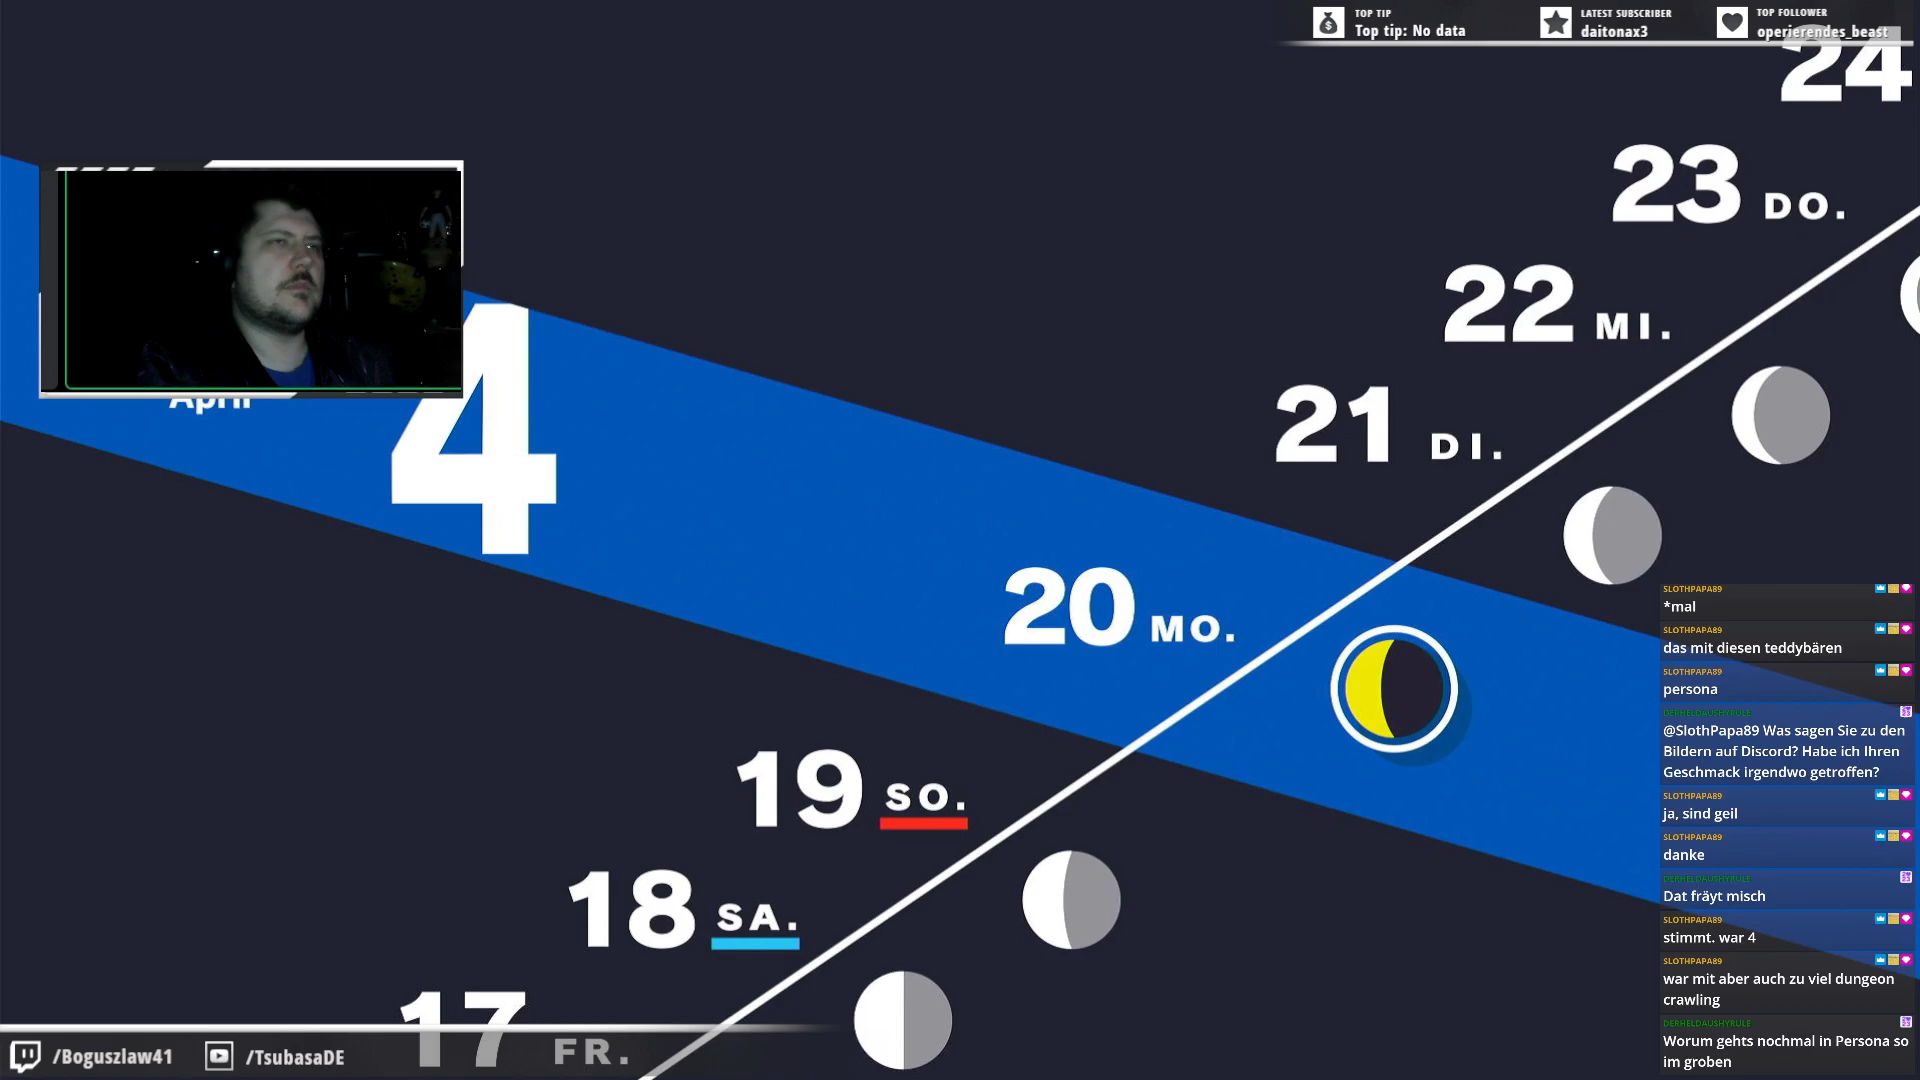 TOP TIP
Top tip: No data
LATEST SUBSCRIBER
daitonax3
TOP FOLLOWER
operierendes_beast
24
23 DO.
22 MI.
21 DI.
April
4
20 MO.
19 SO.
18 SA.
17 FR.
SLOTHPAPA89
*mal
SLOTHPAPA89
das mit diesen teddybären
SLOTHPAPA89
persona
DERHELDAUSHYRULE
@SlothPapa89 Was sagen Sie zu den
Bildern auf Discord? Habe ich Ihren
Geschmack irgendwo getroffen?
SLOTHPAPA89
ja, sind geil
SLOTHPAPA89
danke
DERHELDAUSHYRULE
Dat fräyt misch
SLOTHPAPA89
stimmt. war 4
SLOTHPAPA89
war mit aber auch zu viel dungeon
crawling
DERHELDAUSHYRULE
Worum gehts nochmal in Persona so
im groben
/Boguszlaw41
/TsubasaDE